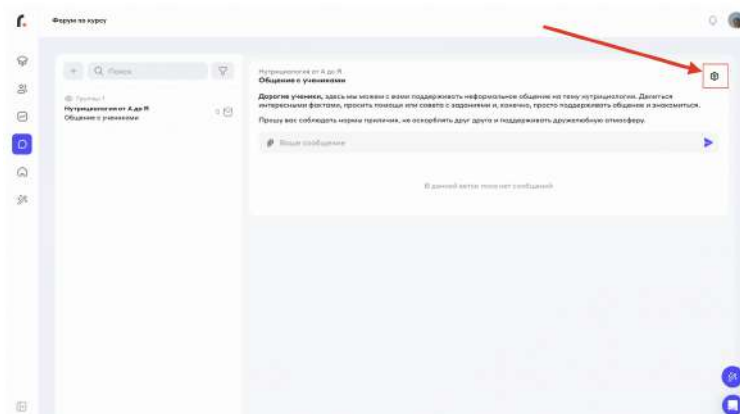 Форум по курсу
Поиск
Группы: 1
Нутрициология от А до Я
Общение с учениками
0
Нутрициология от А до Я
Общение с учениками
Дорогие ученики, здесь мы можем с вами поддерживать неформальное общение на тему нутрициологии. Делиться
интересными фактами, просить помощи или совета с заданиями и, конечно, просто поддерживать общение и знакомиться.
Прошу вас соблюдать нормы приличия, не оскорблять друг друга и поддерживать дружелюбную атмосферу.
Ваше сообщение
В данной ветке пока нет сообщений